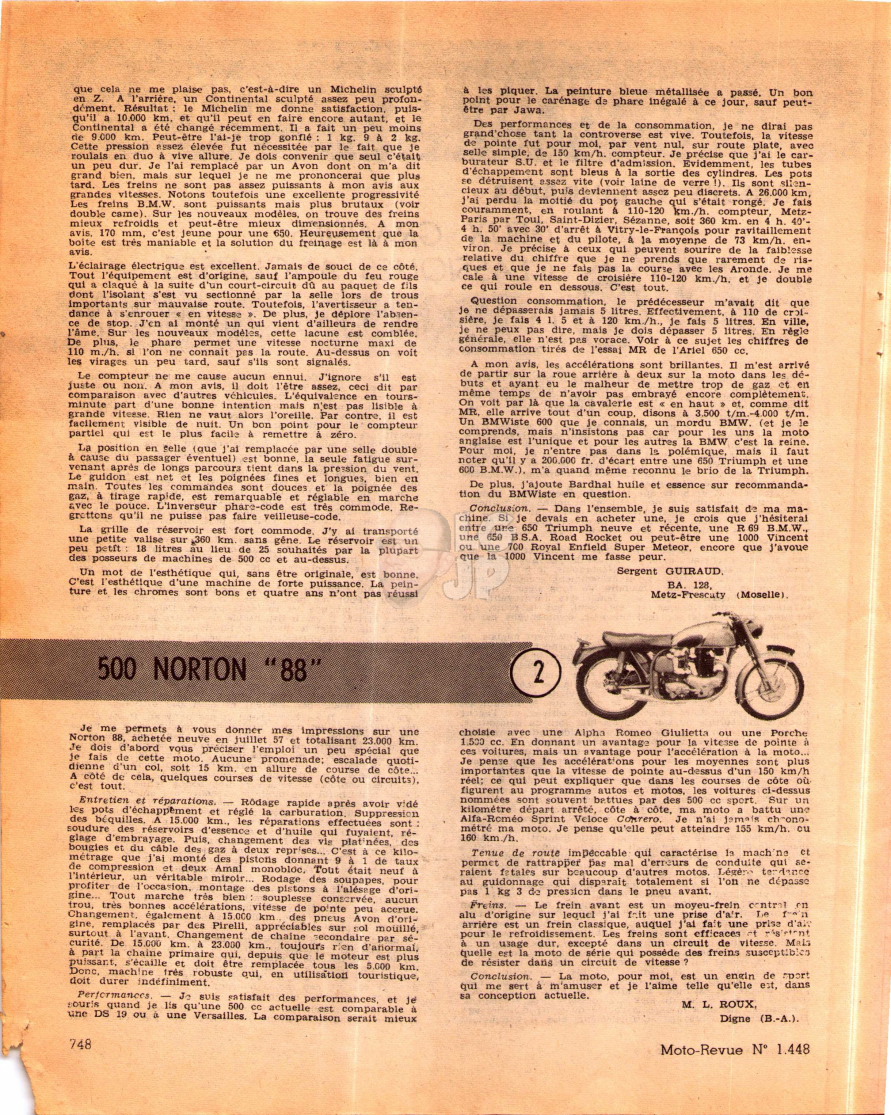 que cela ne me plaise pas, c'est-à-dire un Michelin sculpté
en Z. A l'arrière, un Continental sculpté assez peu profon-
dément. Résultat : le Michelin me donne satisfaction, puis-
qu'il a 10.000 km. et qu'il peut en faire encore autant, et le
Continental a été changé récemment. Il a fait un peu moins
de 9.000 km. Peut-être l'ai-je trop gonflé : 1 kg. 9 à 2 kg.
Cette pression assez élevée fut nécessitée par le fait que je
roulais en duo à vive allure. Je dois convenir que seul c'était
un peu dur. Je l'ai remplacé par un Avon dont on m'a dit
grand bien, mais sur lequel je ne me prononcerai que plus
tard. Les freins ne sont pas assez puissants à mon avis aux
grandes vitesses. Notons toutefois une excellente progressivité
Les freins B.M.W. sont puissants mais plus brutaux (voir
double came). Sur les nouveaux modèles, on trouve des freins
mieux refroidis et peut-être mieux dimensionnés. A mon
avis, 170 mm, c'est jeune pour une 650. Heureusement que la
boîte est très maniable et la solution du freinage est là à mon
avis.
L'éclairage électrique est excellent. Jamais de souci de ce côté.
Tout l'équipement est d'origine, sauf l'ampoule du feu rouge
qui a claqué à la suite d'un court-circuit dû au paquet de fils
dont l'isolant s'est vu sectionné par la selle lors de trous
importants sur mauvaise route. Toutefois, l'avertisseur a ten-
dance à s'enrouer « en vitesse ». De plus, je déplore l'absen-
ce de stop. J'en ai monté un qui vient d'ailleurs de rendre
l'âme. Sur les nouveaux modèles, cette lacune est comblée.
De plus, le phare permet une vitesse nocturne maxi de
110 m./h. si l'on ne connait pas la route. Au-dessus on voit
les virages un peu tard, sauf s'ils sont signalés.
Le compteur ne me cause aucun ennui. J'ignore s'il est
juste ou non. A mon avis, il doit l'être assez, ceci dit par
comparaison avec d'autres véhicules. L'équivalence en tours-
minute part d'une bonne intention mais n'est pas lisible à
grande vitesse. Rien ne vaut alors l'oreille. Par contre, il est
facilement visible de nuit. Un bon point pour le compteur
partiel qui est le plus facile à remettre à zéro.
La position en selle (que j'ai remplacée par une selle double
à cause du passager éventuel) est bonne, la seule fatigue sur-
venant après de longs parcours tient dans la pression du vent.
Le guidon est net et les poignées fines et longues, bien en
main. Toutes les commandes sont douces et la poignée des
gaz, à tirage rapide, est remarquable et réglable en marche
avec le pouce. L'inverseur phare-code est très commode. Re-
grettons qu'il ne puisse pas faire veilleuse-code.
La grille de réservoir est fort commode. J'y ai transporté
une petite valise sur 360 km. sans gêne. Le réservoir est un
peu petit : 18 litres au lieu de 25 souhaités par la plupart
des posseurs de machines de 500 cc et au-dessus.
Un mot de l'esthétique qui, sans être originale, est bonne.
C'est l'esthétique d'une machine de forte puissance. La pein-
ture et les chromes sont bons et quatre ans n'ont pas réussi
à les piquer. La peinture bleue métallisée a passé. Un bon
point pour le carénage de phare inégalé à ce jour, sauf peut-
être par Jawa.
Des performances et de la consommation, je ne dirai pas
grand'chose tant la controverse est vive. Toutefois, la vitesse
de pointe fut pour moi, par vent nul, sur route plate, avec
selle simple, de 150 km/h. compteur. Je précise que j'ai le car-
burateur S.U. et le filtre d'admission. Evidemment, les tubes
d'échappement sont bleus à la sortie des cylindres. Les pots
se détruisent assez vite (voir laine de verre !). Ils sont silen-
cieux au début, puis deviennent assez peu discrets. A 26.000 km,
j'ai perdu la moitié du pot gauche qui s'était rongé. Je fais
couramment, en roulant à 110-120 km./h. compteur, Metz-
Paris par Toul, Saint-Dizier, Sézanne, soit 360 km. en 4 h. 40'-
4 h. 50' avec 30' d'arrêt à Vitry-le-François pour ravitaillement
de la machine et du pilote, à la moyenne de 73 km/h. en-
viron. Je précise à ceux qui peuvent sourire de la faiblesse
relative du chiffre que je ne prends que rarement de ris-
ques et que je ne fais pas la course avec les Aronde. Je me
cale à une vitesse de croisière 110-120 km./h, et je double
ce qui roule en dessous. C'est tout.
Question consommation, le prédécesseur m'avait dit que
je ne dépasserais jamais 5 litres. Effectivement, à 110 de croi-
sière, je fais 4 l. 5 et à 120 km/h., je fais 5 litres. En ville,
je ne peux pas dire, mais je dois dépasser 5 litres. En règle
générale, elle n'est pas vorace. Voir à ce sujet les chiffres de
consommation tirés de l'essai MR de l'Ariel 650 cc.
A mon avis, les accélérations sont brillantes. Il m'est arrivé
de partir sur la roue arrière à deux sur la moto dans les dé-
buts et ayant eu le malheur de mettre trop de gaz et en
même temps de n'avoir pas embrayé encore complètement.
On voit par là que la cavalerie est « en haut » et, comme dit
MR, elle arrive tout d'un coup, disons à 3.500 t/m.-4.000 t/m.
Un BMWiste 600 que je connais, un mordu BMW. (et je le
comprends, mais n'insistons pas car pour les uns la moto
anglaise est l'unique et pour les autres la BMW c'est la reine.
Pour moi, je n'entre pas dans la polémique, mais il faut
noter qu'il y a 200.000 fr. d'écart entre une 650 Triumph et une
600 B.M.W.), m'a quand même reconnu le brio de la Triumph.
De plus, j'ajoute Bardhal huile et essence sur recommanda-
tion du BMWiste en question.
Conclusion. — Dans l'ensemble, je suis satisfait de ma ma-
chine. Si je devais en acheter une, je crois que j'hésiterai
entre une 650 Triumph neuve et récente, une R 69 B.M.W.,
une 650 B.S.A. Road Rocket ou peut-être une 1000 Vincent
ou une 700 Royal Enfield Super Meteor, encore que j'avoue
que la 1000 Vincent me fasse peur.
Sergent GUIRAUD,
BA. 128,
Metz-Frescaty (Moselle).
500 NORTON "88"
2
Je me permets à vous donner mes impressions sur une
Norton 88, achetée neuve en juillet 57 et totalisant 23.000 km.
Je dois d'abord vous préciser l'emploi un peu spécial que
je fais de cette moto. Aucune promenade; escalade quoti-
dienne d'un col, soit 15 km. en allure de course de côte...
A côté de cela, quelques courses de vitesse (côte ou circuits),
c'est tout.
Entretien et réparations. — Rôdage rapide après avoir vidé
les pots d'échappement et réglé la carburation. Suppression
des béquilles. A 15.000 km., les réparations effectuées sont :
soudure des réservoirs d'essence et d'huile qui fuyaient, ré-
glage d'embrayage. Puis, changement des vis platinées, des
bougies et du câble des gaz à deux reprises... C'est à ce kilo-
métrage que j'ai monté des pistons donnant 9 à 1 de taux
de compression et deux Amal monobloc. Tout était neuf à
l'intérieur, un véritable miroir... Rodage des soupapes, pour
profiter de l'occasion, montage des pistons à l'alésage d'ori-
gine... Tout marche très bien : souplesse conservée, aucun
trou, très bonnes accélérations, vitesse de pointe peu accrue.
Changement, également à 15.000 km., des pneus Avon d'ori-
gine, remplacés par des Pirelli, appréciables sur sol mouillé,
surtout à l'avant. Changement de chaîne secondaire par sé-
curité. De 15.000 km. à 23.000 km., toujours rien d'anormal,
à part la chaîne primaire qui, depuis que le moteur est plus
puissant, s'écaille et doit être remplacée tous les 5.000 km.
Donc, machine très robuste qui, en utilisation touristique,
doit durer indéfiniment.
Performances. — Je suis satisfait des performances, et je
souris quand je lis qu'une 500 cc actuelle est comparable à
une DS 19 ou à une Versailles. La comparaison serait mieux
choisie avec une Alpha Romeo Giulietta ou une Porche
1.500 cc. En donnant un avantage pour la vitesse de pointe à
ces voitures, mais un avantage pour l'accélération à la moto...
Je pense que les accélérations pour les moyennes sont plus
importantes que la vitesse de pointe au-dessus d'un 150 km/h
réel; ce qui peut expliquer que dans les courses de côte où
figurent au programme autos et motos, les voitures ci-dessus
nommées sont souvent battues par des 500 cc sport. Sur un
kilomètre départ arrêté, côte à côte, ma moto a battu une
Alfa-Roméo Sprint Veloce Conrero. Je n'ai jamais chrono-
métré ma moto. Je pense qu'elle peut atteindre 155 km/h. ou
160 km./h.
Tenue de route impeccable qui caractérise la machine et
permet de rattrapper pas mal d'erreurs de conduite qui se-
raient fatales sur beaucoup d'autres motos. Légère tendance
au guidonnage qui disparait totalement si l'on ne dépasse
pas 1 kg 3 de pression dans le pneu avant.
Freins. — Le frein avant est un moyeu-frein central en
alu d'origine sur lequel j'ai fait une prise d'air. Le frein
arrière est un frein classique, auquel j'ai fait une prise d'air
pour le refroidissement. Les freins sont efficaces et résistent
à un usage dur, excepté dans un circuit de vitesse. Mais
quelle est la moto de série qui possède des freins susceptibles
de résister dans un circuit de vitesse ?
Conclusion. — La moto, pour moi, est un engin de sport
qui me sert à m'amuser et je l'aime telle qu'elle est, dans
sa conception actuelle.
M. L. ROUX,
Digne (B.-A.).
748
Moto-Revue N° 1.448